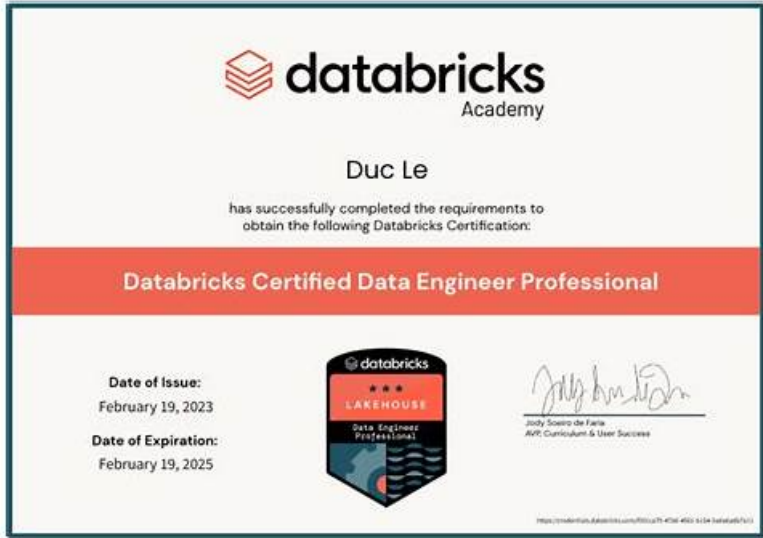 databricks
Academy
Duc Le
has successfully completed the requirements to
obtain the following Databricks Certification:
Databricks Certified Data Engineer Professional
Date of Issue:
February 19, 2023
Date of Expiration:
February 19, 2025
databricks
LAKEHOUSE
Data Engineer
Professional
Jody Soeiro de Faria
AVP, Curriculum & User Success